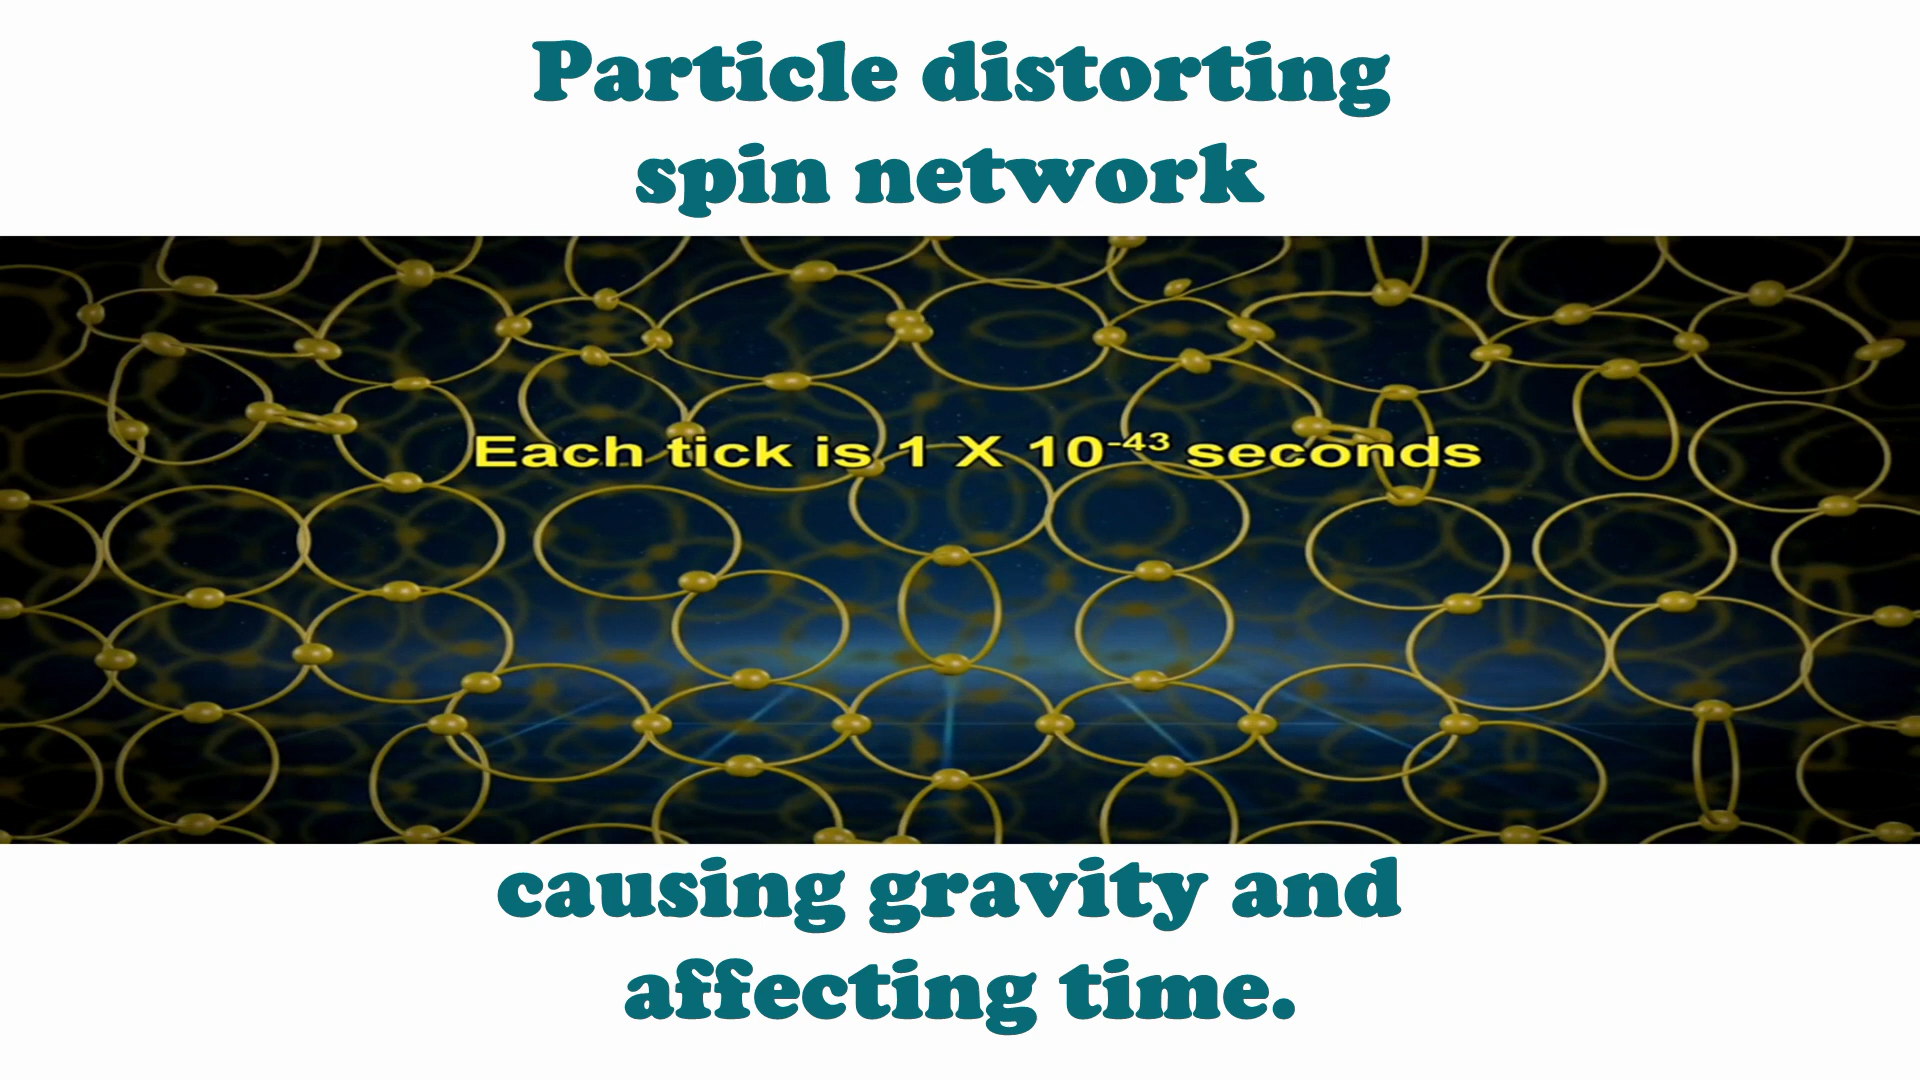 Particle distorting
spin network
Each tick is 1 X 10⁻⁴³ seconds
causing gravity and
affecting time.